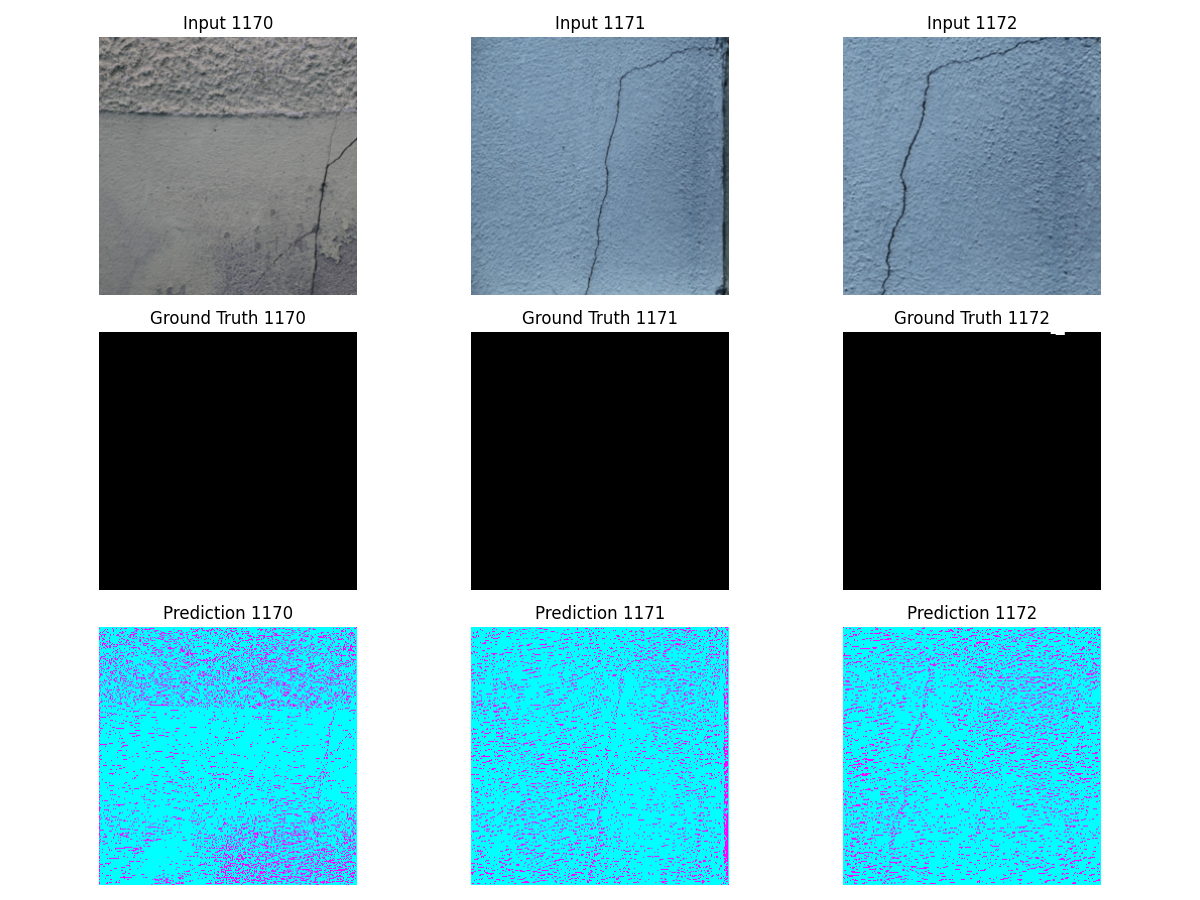 Input 1170
Input 1171
Input 1172
Ground Truth 1170
Ground Truth 1171
Ground Truth 1172
Prediction 1170
Prediction 1171
Prediction 1172